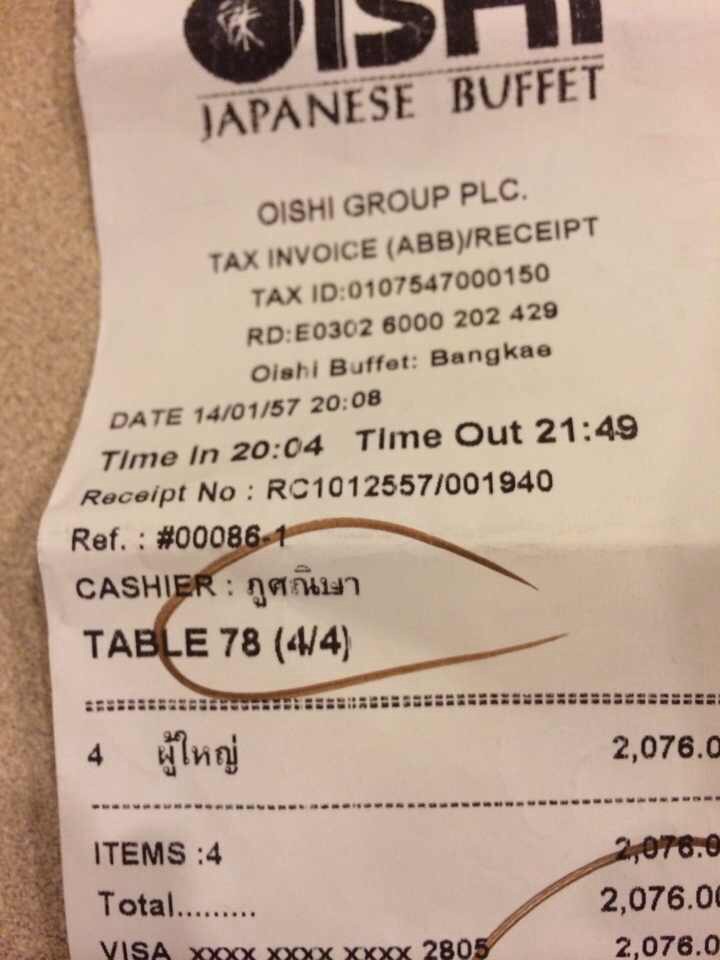 OISHI
JAPANESE BUFFET
OISHI GROUP PLC.
TAX INVOICE (ABB)/RECEIPT
TAX ID:0107547000150
RD:E0302 6000 202 429
Oishi Buffet: Bangkae
DATE 14/01/57 20:08
Time In 20:04 Time Out 21:49
Receipt No : RC1012557/001940
Ref. : #00086-1
CASHIER : ภูศณิษา
TABLE 78 (4/4)
4 ผู้ใหญ่ 2,076.0
ITEMS :4 2,076.0
Total......... 2,076.00
VISA xxxx xxxx xxxx 2805 2,076.0